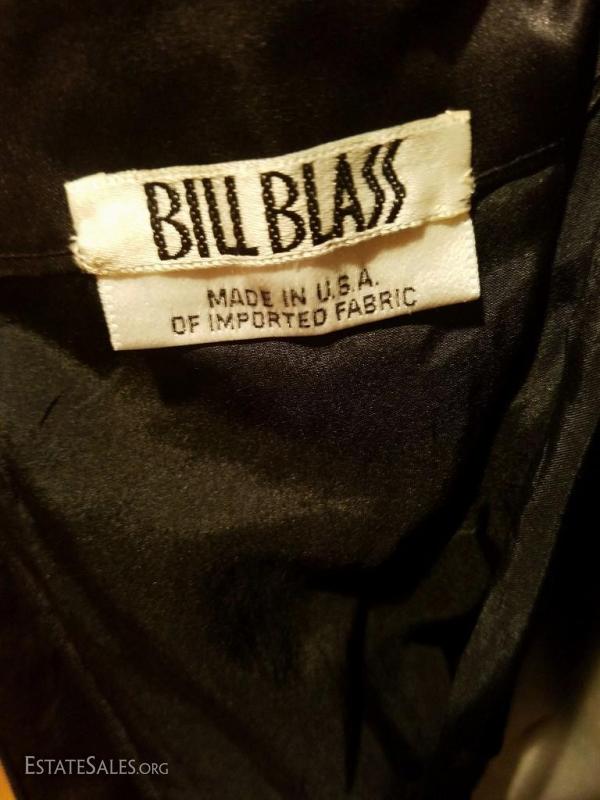 BILL BLASS
MADE IN U.S.A.
OF IMPORTED FABRIC
ESTATESALES.ORG